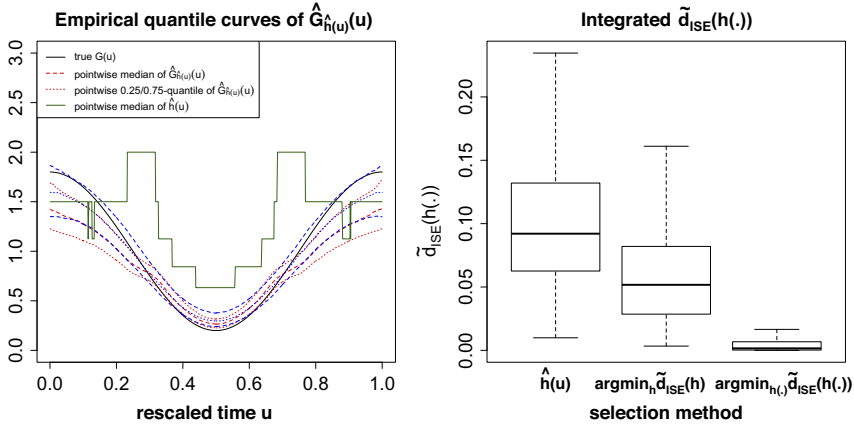 Empirical quantile curves of Ĝ_ĥ(u)(u)
3.0
2.5
2.0
1.5
1.0
0.5
0.0
true G(u)
pointwise median of Ĝ_ĥ(u)(u)
pointwise 0.25/0.75-quantile of Ĝ_ĥ(u)(u)
pointwise median of ĥ(u)
0.0 0.2 0.4 0.6 0.8 1.0
rescaled time u
Integrated d̃_ISE(h(.))
d̃_ISE(h(.))
0.20
0.15
0.10
0.05
0.00
ĥ(u) argmin_h d̃_ISE(h) argmin_h(.) d̃_ISE(h(.))
selection method